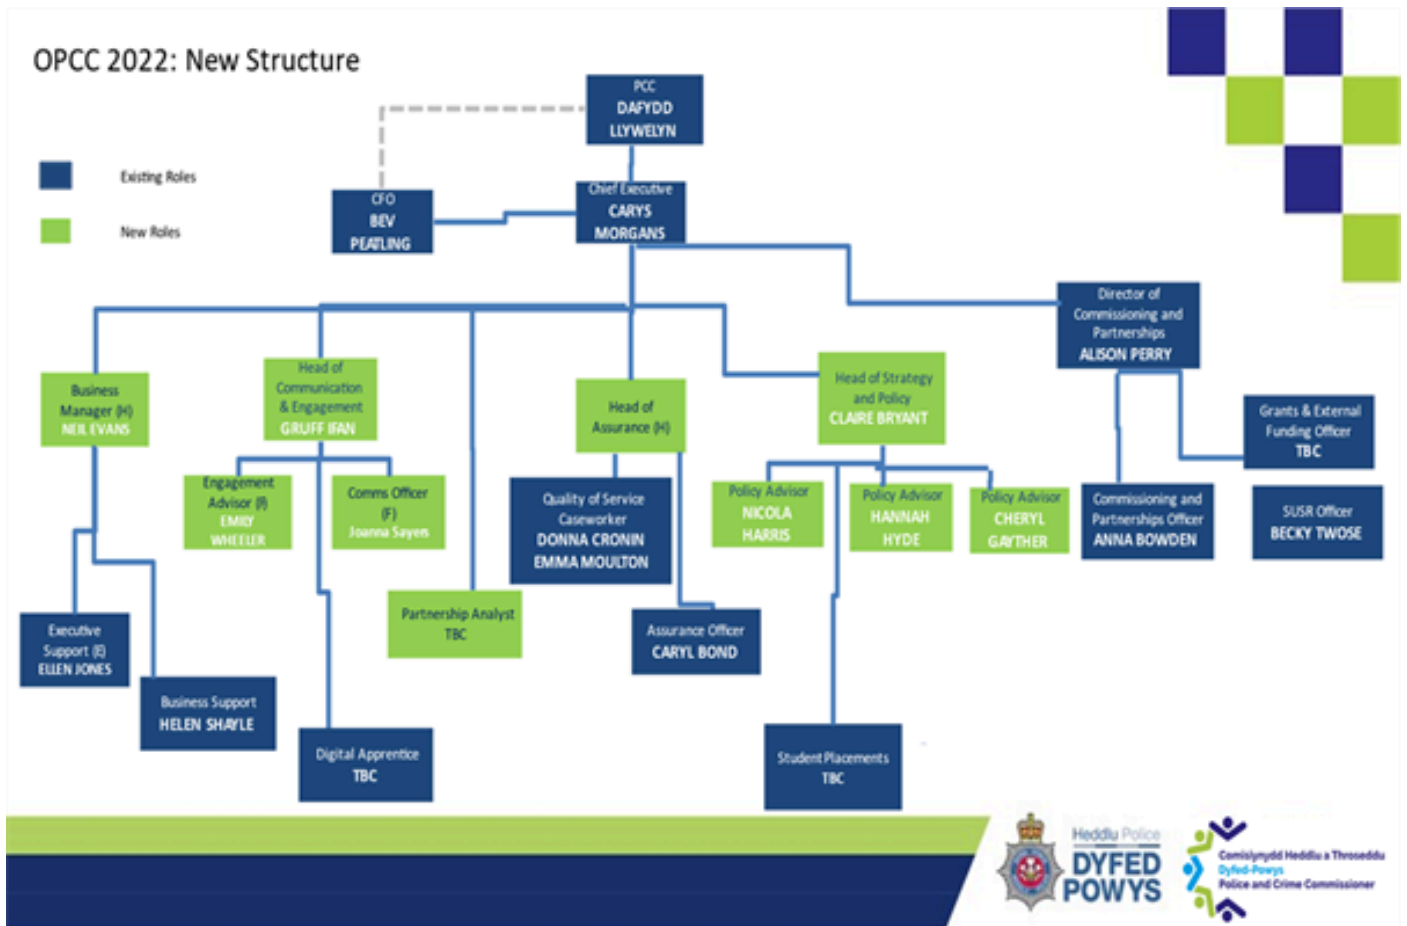 OPCC 2022: New Structure
PCC
DAFYDD
LLYWELYN
Existing Roles
New Roles
CFO
BEV
PEATLING
Chief Executive
CARYS
MORGANS
Director of
Commissioning and
Partnerships
ALISON PERRY
Business
Manager (H)
NEIL EVANS
Head of
Communication
& Engagement
GRUFF IFAN
Head of
Assurance (H)
Head of Strategy
and Policy
CLAIRE BRYANT
Grants & External
Funding Officer
TBC
Engagement
Advisor (F)
EMILY
WHEELER
Comms Officer
(F)
Joanna Sayers
Quality of Service
Caseworker
DONNA CRONIN
EMMA MOULTON
Policy Advisor
NICOLA
HARRIS
Policy Advisor
HANNAH
HYDE
Policy Advisor
CHERYL
GAYTHER
Commissioning and
Partnerships Officer
ANNA BOWDEN
SUSR Officer
BECKY TWOSE
Executive
Support (E)
ELLEN JONES
Partnership Analyst
TBC
Assurance Officer
CARYL BOND
Business Support
HELEN SHAYLE
Digital Apprentice
TBC
Student Placements
TBC
Heddlu Police
DYFED
POWYS
Comisiynydd Heddlu a Throseddu
Dyfed-Powys
Police and Crime Commissioner